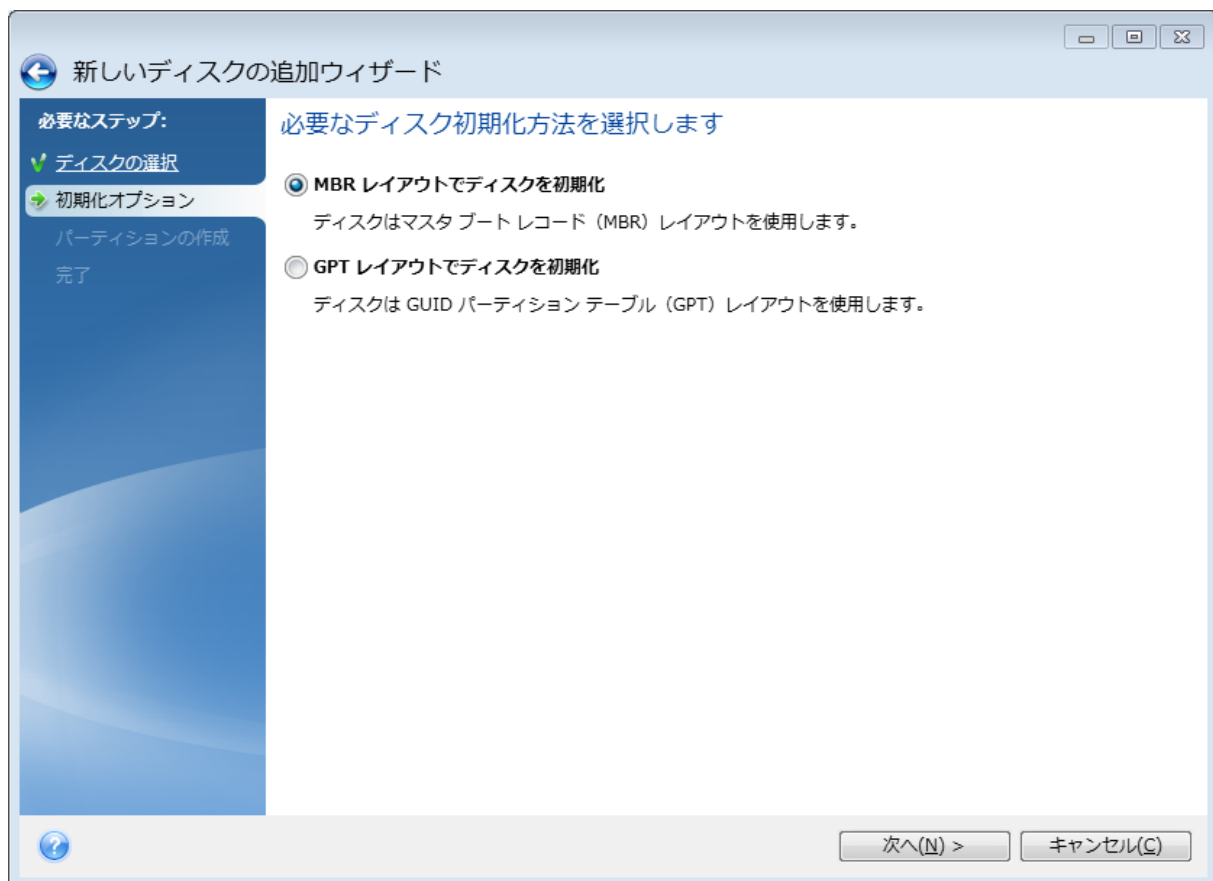 新しいディスクの追加ウィザード
必要なステップ:
ディスクの選択
初期化オプション
パーティションの作成
完了
必要なディスク初期化方法を選択します
MBR レイアウトでディスクを初期化
ディスクはマスタ ブート レコード（MBR）レイアウトを使用します。
GPT レイアウトでディスクを初期化
ディスクは GUID パーティション テーブル（GPT）レイアウトを使用します。
次へ(N) >
キャンセル(C)